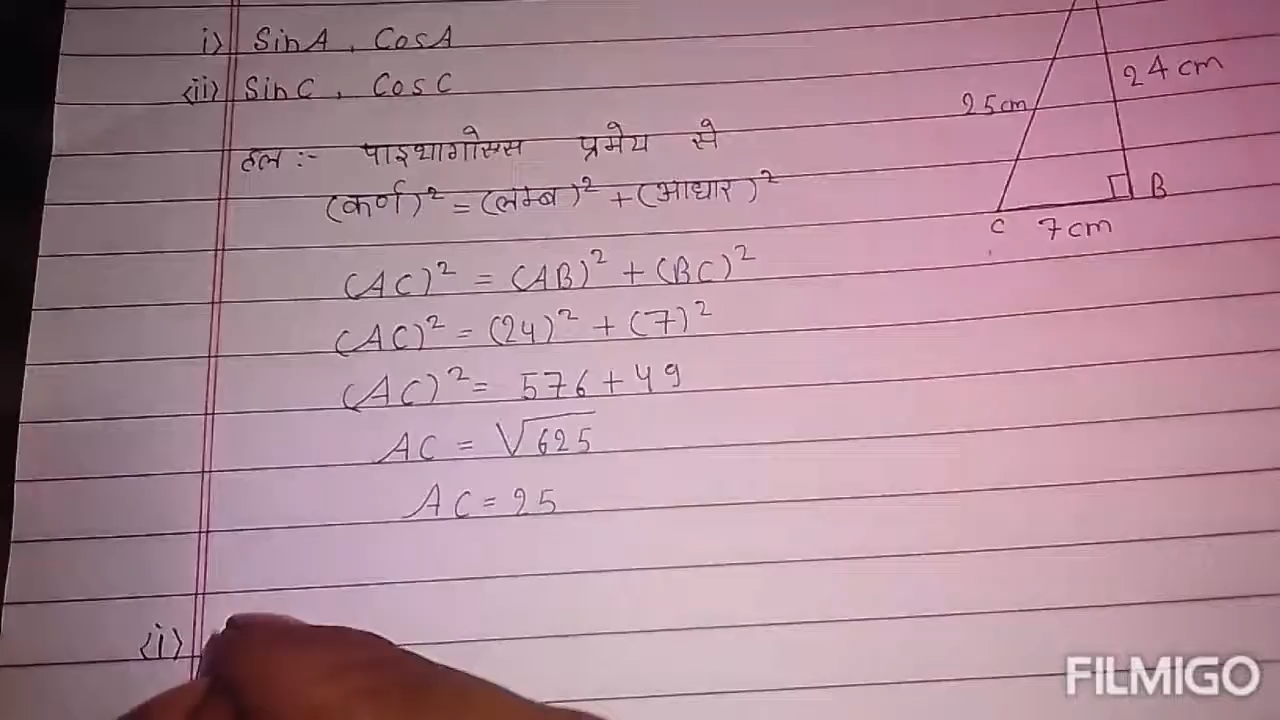 i) SinA, CosA
(ii) SinC, CosC
हल :- पाइथागोरस प्रमेय से
(कर्ण)² = (लम्ब)² + (आधार)²
(AC)² = (AB)² + (BC)²
(AC)² = (24)² + (7)²
(AC)² = 576 + 49
AC = √625
AC = 25
(i)
24 cm
25cm
B
C
7cm
FILMIGO